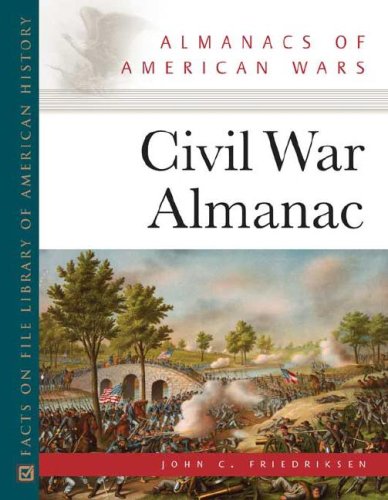 ALMANACS OF
AMERICAN WARS
Civil War
Almanac
JOHN C. FRIEDRIKSEN
FACTS ON FILE LIBRARY OF AMERICAN HISTORY